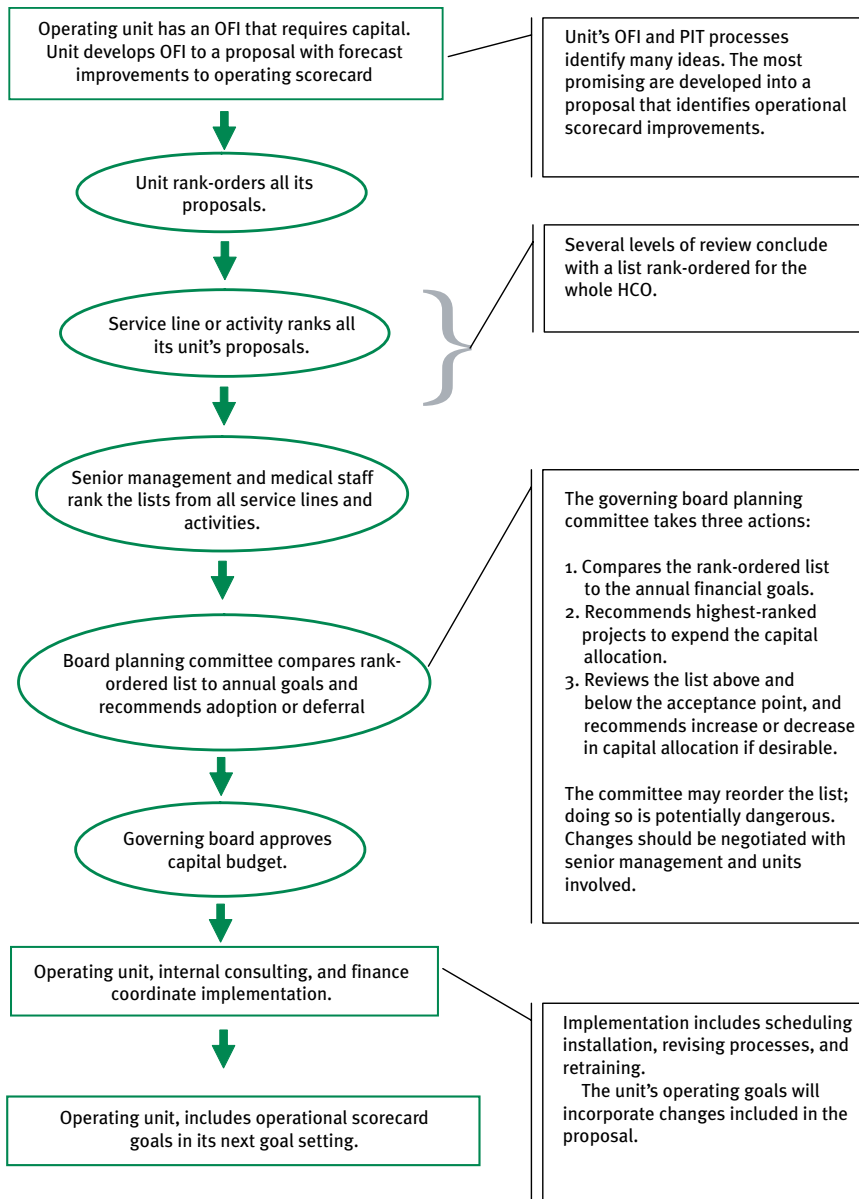 Operating unit has an OFI that requires capital.
Unit develops OFI to a proposal with forecast
improvements to operating scorecard
Unit's OFI and PIT processes
identify many ideas. The most
promising are developed into a
proposal that identifies operational
scorecard improvements.
Unit rank-orders all its
proposals.
Several levels of review conclude
with a list rank-ordered for the
whole HCO.
Service line or activity ranks all
its unit's proposals.
Senior management and medical staff
rank the lists from all service lines and
activities.
The governing board planning
committee takes three actions:
1. Compares the rank-ordered list
to the annual financial goals.
2. Recommends highest-ranked
projects to expend the capital
allocation.
3. Reviews the list above and
below the acceptance point, and
recommends increase or decrease
in capital allocation if desirable.
The committee may reorder the list;
doing so is potentially dangerous.
Changes should be negotiated with
senior management and units
involved.
Board planning committee compares rank-
ordered list to annual goals and
recommends adoption or deferral
Governing board approves
capital budget.
Operating unit, internal consulting, and finance
coordinate implementation.
Implementation includes scheduling
installation, revising processes, and
retraining.
The unit's operating goals will
incorporate changes included in the
proposal.
Operating unit, includes operational scorecard
goals in its next goal setting.